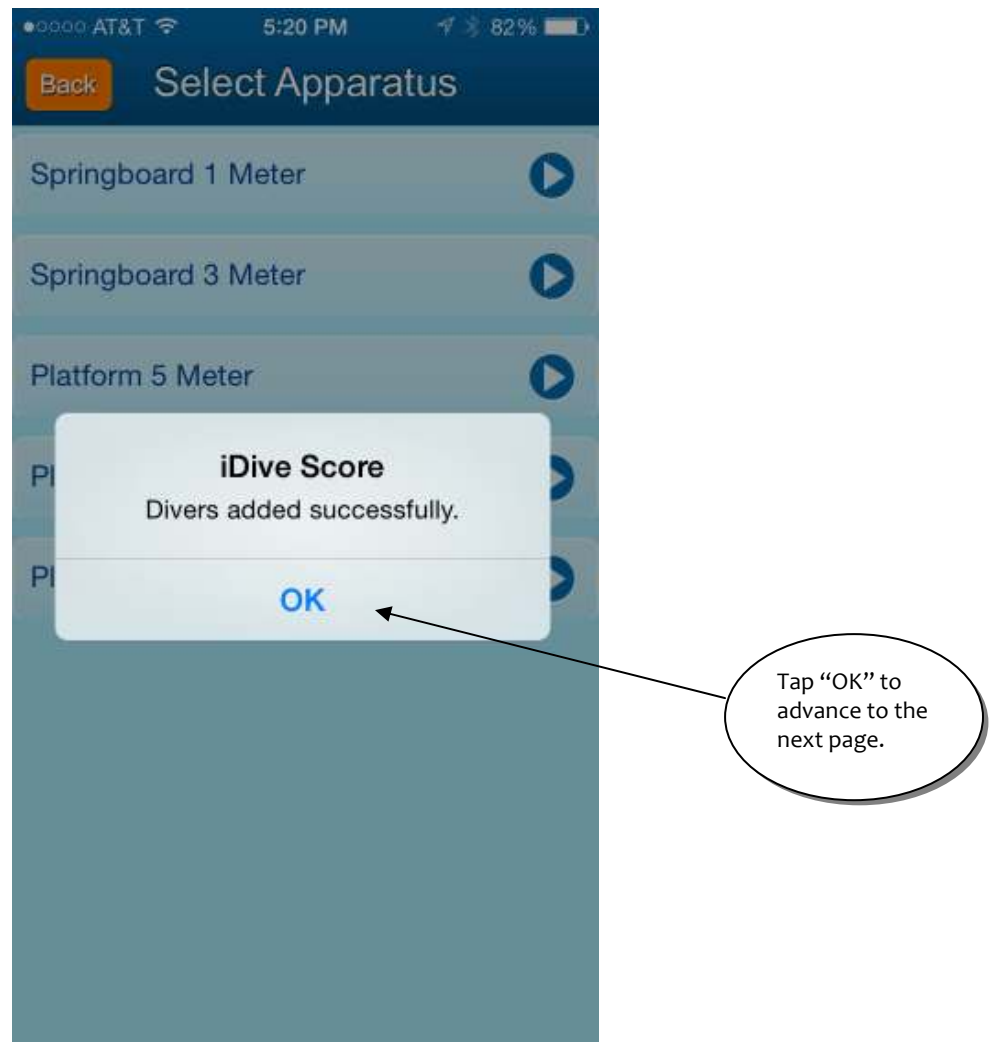 AT&T 5:20 PM 82%
Back Select Apparatus
Springboard 1 Meter
Springboard 3 Meter
Platform 5 Meter
Pl
iDive Score
Divers added successfully.
Pl
OK
Tap “OK” to
advance to the
next page.